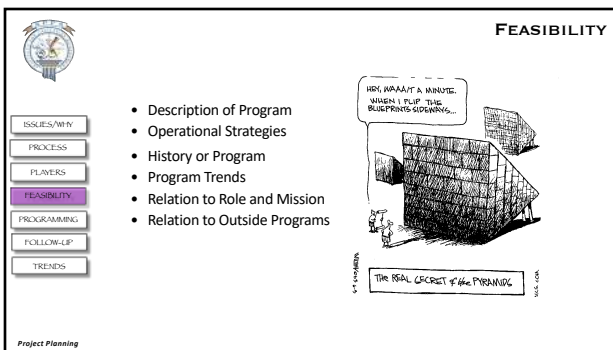 FEASIBILITY
ISSUES/WHY
PROCESS
PLAYERS
FEASIBILITY
PROGRAMMING
FOLLOW-UP
TRENDS
• Description of Program
• Operational Strategies
• History or Program
• Program Trends
• Relation to Role and Mission
• Relation to Outside Programs
HEY, WAAAIT A MINUTE.
WHEN I FLIP THE
BLUEPRINTS SIDEWAYS...
THE REAL SECRET of the PYRAMIDS
Project Planning